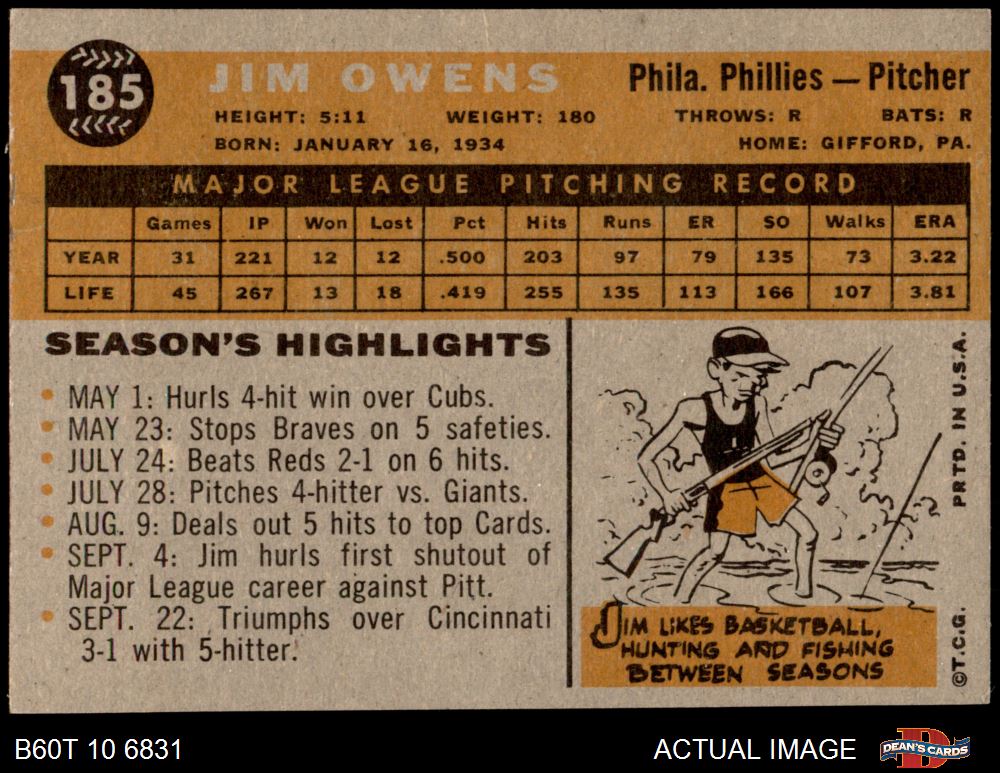 185
JIM OWENS
Phila. Phillies — Pitcher
HEIGHT: 5:11 WEIGHT: 180 THROWS: R BATS: R
BORN: JANUARY 16, 1934 HOME: GIFFORD, PA.
MAJOR LEAGUE PITCHING RECORD
Games IP Won Lost Pct Hits Runs ER SO Walks ERA
YEAR 31 221 12 12 .500 203 97 79 135 73 3.22
LIFE 45 267 13 18 .419 255 135 113 166 107 3.81
SEASON'S HIGHLIGHTS
• MAY 1: Hurls 4-hit win over Cubs.
• MAY 23: Stops Braves on 5 safeties.
• JULY 24: Beats Reds 2-1 on 6 hits.
• JULY 28: Pitches 4-hitter vs. Giants.
• AUG. 9: Deals out 5 hits to top Cards.
• SEPT. 4: Jim hurls first shutout of
Major League career against Pitt.
• SEPT. 22: Triumphs over Cincinnati
3-1 with 5-hitter.
JIM LIKES BASKETBALL,
HUNTING AND FISHING
BETWEEN SEASONS
©T.C.G. PRTD. IN U.S.A.
B60T 10 6831
ACTUAL IMAGE
DEAN'S CARDS